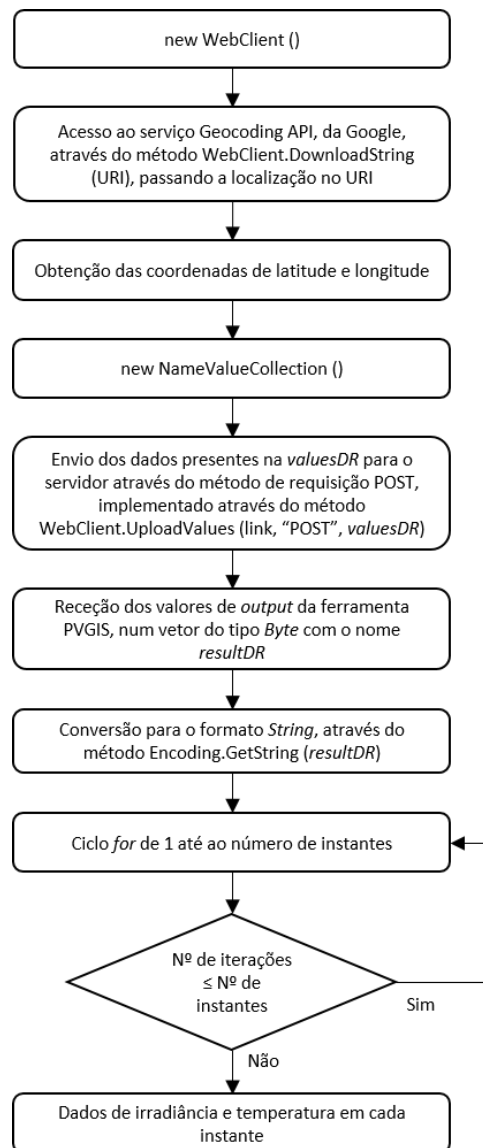 new WebClient ()
Acesso ao serviço Geocoding API, da Google,
através do método WebClient.DownloadString
(URI), passando a localização no URI
Obtenção das coordenadas de latitude e longitude
new NameValueCollection ()
Envio dos dados presentes na valuesDR para o
servidor através do método de requisição POST,
implementado através do método
WebClient.UploadValues (link, “POST”, valuesDR)
Receção dos valores de output da ferramenta
PVGIS, num vetor do tipo Byte com o nome
resultDR
Conversão para o formato String, através do
método Encoding.GetString (resultDR)
Ciclo for de 1 até ao número de instantes
Nº de iterações
≤ Nº de
instantes
Sim
Não
Dados de irradiância e temperatura em cada
instante